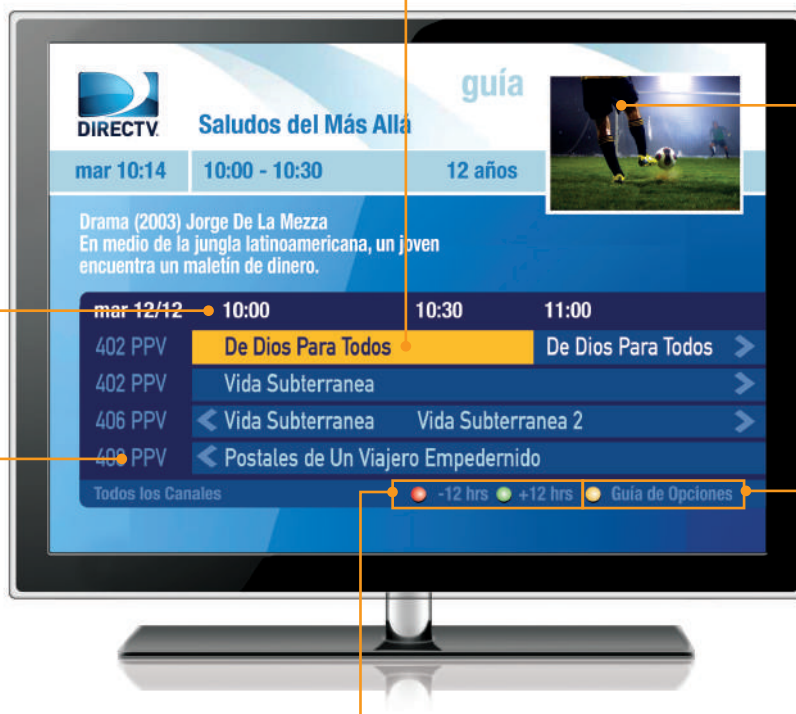 guía
DIRECTV
Saludos del Más Allá
mar 10:14 10:00 - 10:30 12 años
Drama (2003) Jorge De La Mezza
En medio de la jungla latinoamericana, un joven
encuentra un maletín de dinero.
mar 12/12 10:00 10:30 11:00
402 PPV De Dios Para Todos De Dios Para Todos
402 PPV Vida Subterranea
406 PPV Vida Subterranea Vida Subterranea 2
408 PPV Postales de Un Viajero Empedernido
Todos los Canales -12 hrs +12 hrs Guía de Opciones